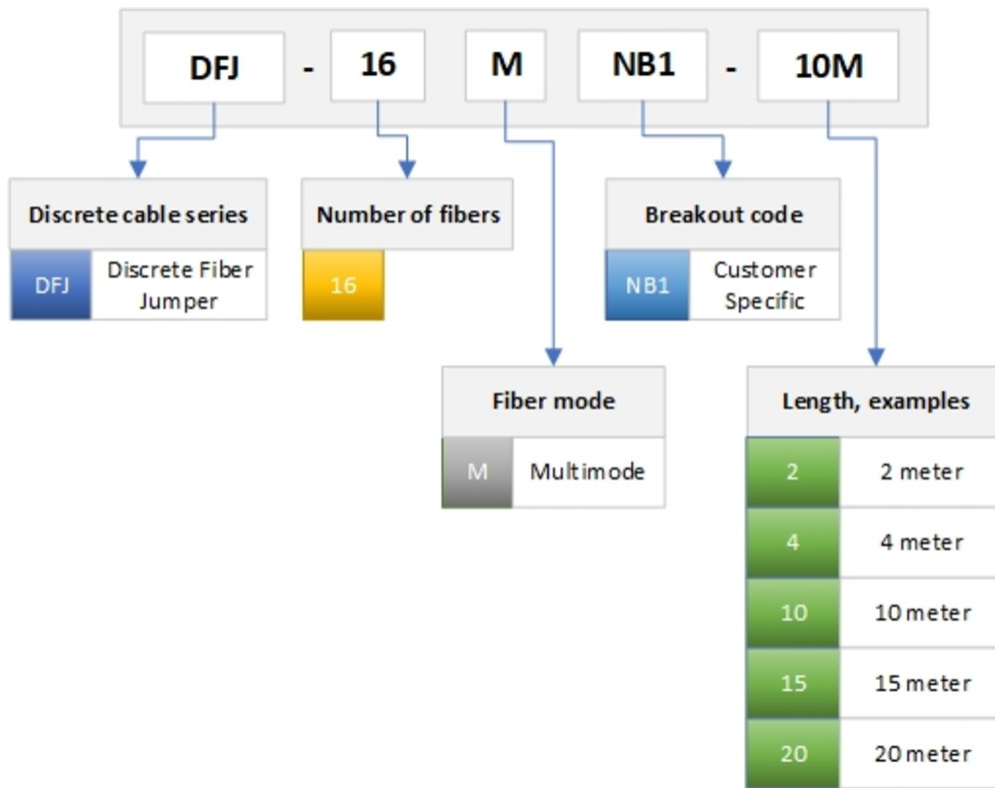 DFJ - 16 M NB1 - 10M
Discrete cable series
DFJ Discrete Fiber
Jumper
Number of fibers
16
Breakout code
NB1 Customer
Specific
Fiber mode
M Multimode
Length, examples
2 2 meter
4 4 meter
10 10 meter
15 15 meter
20 20 meter